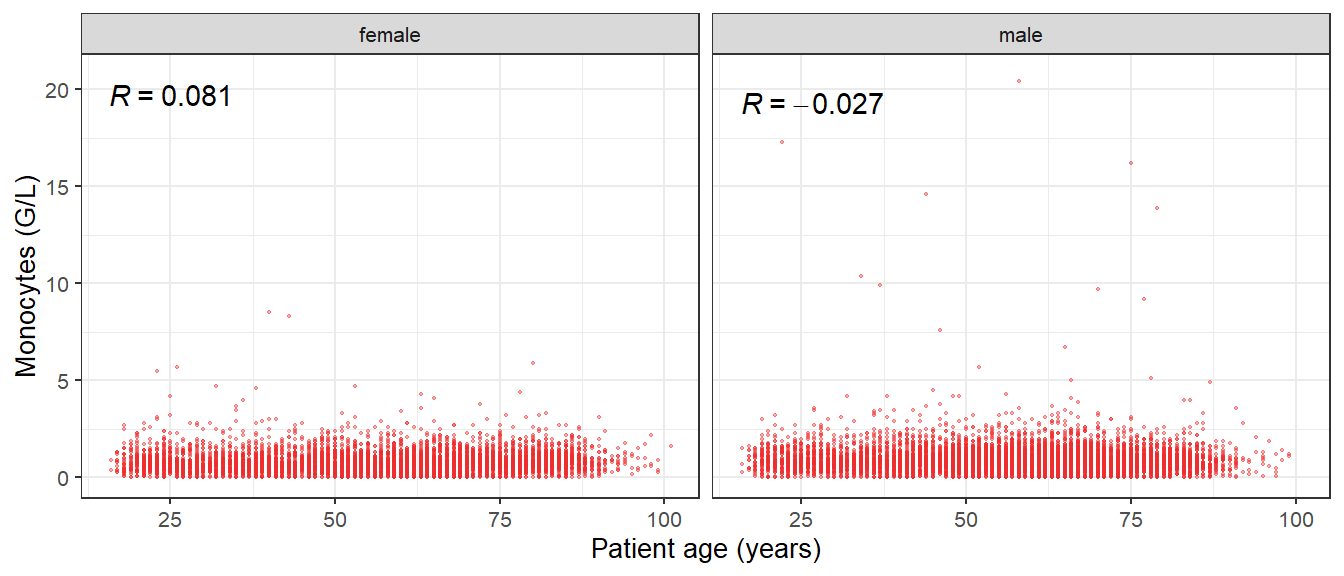 female
male
R = 0.081
R = −0.027
Monocytes (G/L)
20
15
10
5
0
25 50 75 100
25 50 75 100
Patient age (years)